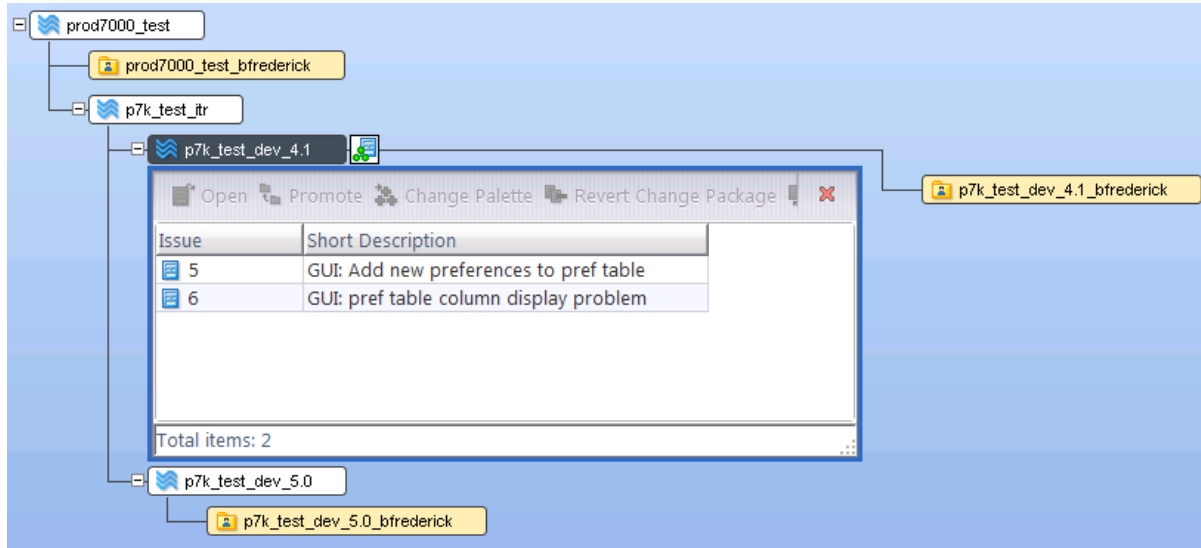 prod7000_test
prod7000_test_bfrederick
p7k_test_itr
p7k_test_dev_4.1
p7k_test_dev_4.1_bfrederick
Open Promote Change Palette Revert Change Package
Issue Short Description
5 GUI: Add new preferences to pref table
6 GUI: pref table column display problem
Total items: 2
p7k_test_dev_5.0
p7k_test_dev_5.0_bfrederick